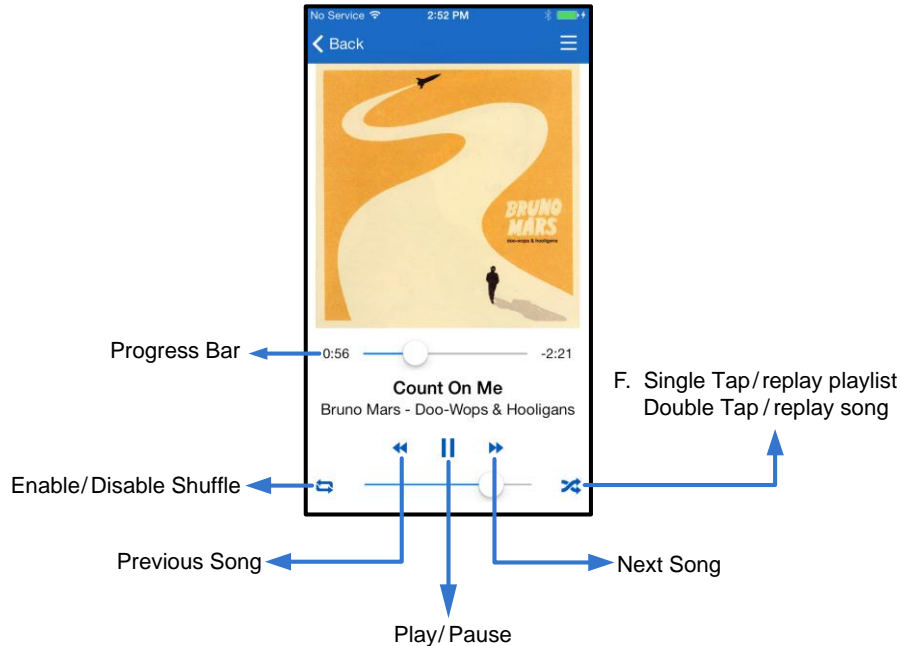 No Service 2:52 PM
Back
BRUNO
MARS
doo-wops & hooligans
Progress Bar
0:56 -2:21
Count On Me
Bruno Mars - Doo-Wops & Hooligans
F. Single Tap/replay playlist
Double Tap/replay song
Enable/Disable Shuffle
Previous Song
Next Song
Play/Pause